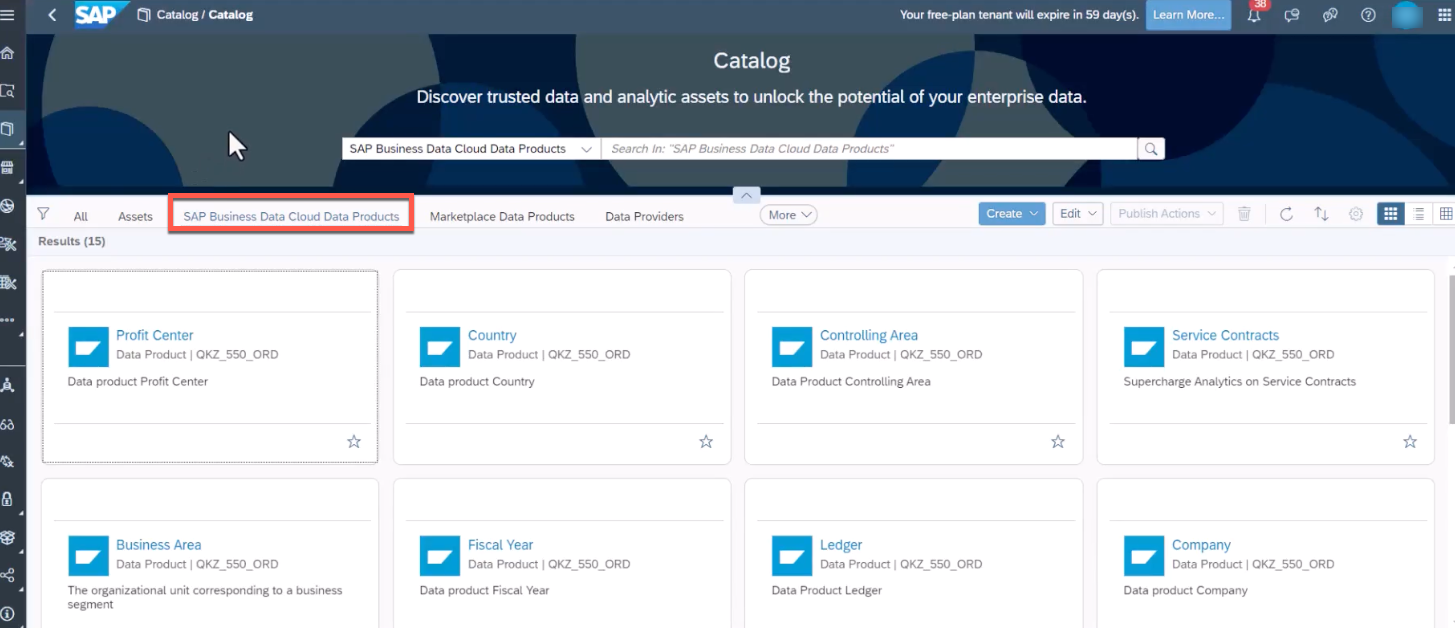 SAP Catalog / Catalog Your free-plan tenant will expire in 59 day(s). Learn More... 38
Catalog
Discover trusted data and analytic assets to unlock the potential of your enterprise data.
SAP Business Data Cloud Data Products Search In: "SAP Business Data Cloud Data Products"
All Assets SAP Business Data Cloud Data Products Marketplace Data Products Data Providers More Create Edit Publish Actions
Results (15)
Profit Center
Data Product | QKZ_550_ORD
Data product Profit Center
Country
Data Product | QKZ_550_ORD
Data product Country
Controlling Area
Data Product | QKZ_550_ORD
Data Product Controlling Area
Service Contracts
Data Product | QKZ_550_ORD
Supercharge Analytics on Service Contracts
Business Area
Data Product | QKZ_550_ORD
The organizational unit corresponding to a business
segment
Fiscal Year
Data Product | QKZ_550_ORD
Data product Fiscal Year
Ledger
Data Product | QKZ_550_ORD
Data Product Ledger
Company
Data Product | QKZ_550_ORD
Data product Company